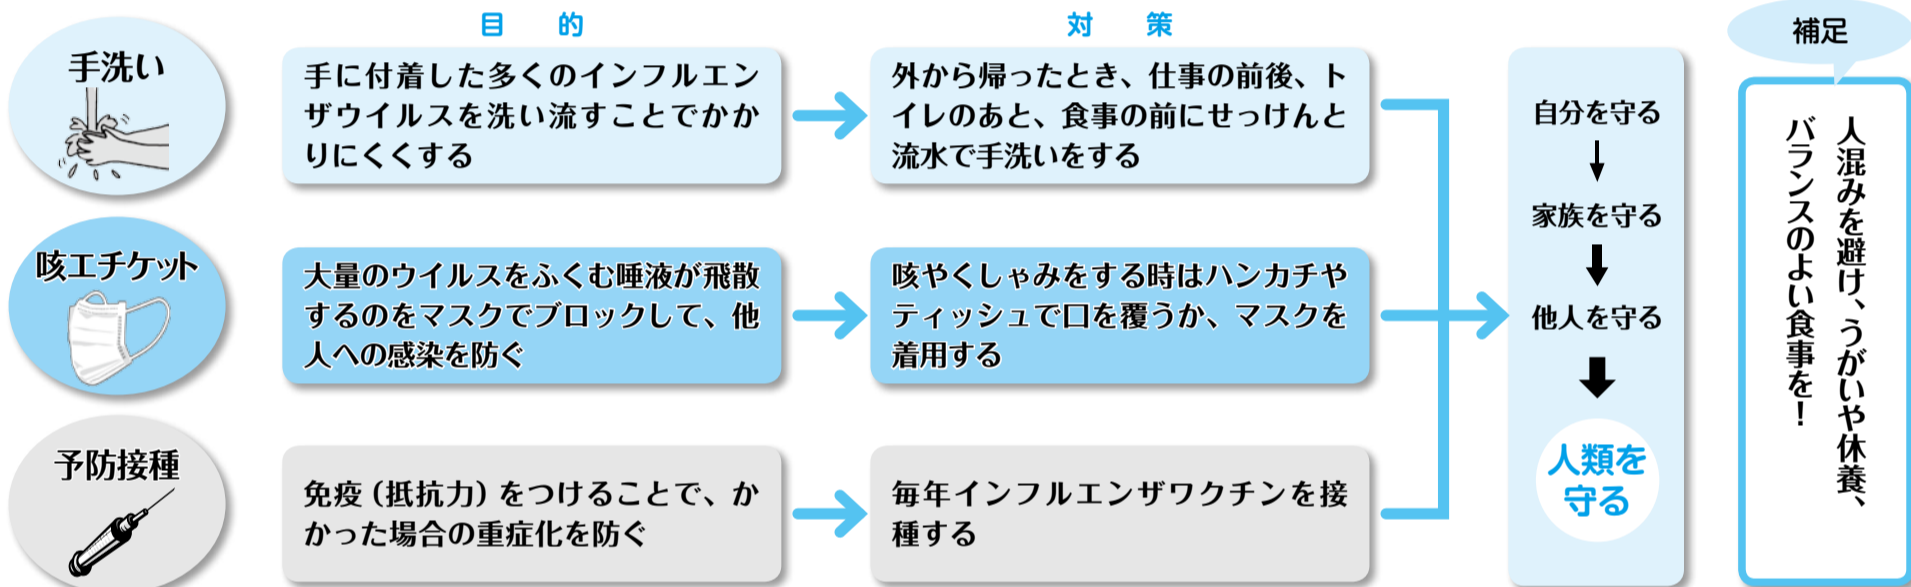 目的
対策
手洗い
手に付着した多くのインフルエン
ザウイルスを洗い流すことでかか
りにくくする
外から帰ったとき、仕事の前後、ト
イレのあと、食事の前にせっけんと
流水で手洗いをする
咳エチケット
大量のウイルスをふくむ唾液が飛散
するのをマスクでブロックして、他
人への感染を防ぐ
咳やくしゃみをする時はハンカチや
ティッシュで口を覆うか、マスクを
着用する
予防接種
免疫（抵抗力）をつけることで、か
かった場合の重症化を防ぐ
毎年インフルエンザワクチンを接
種する
自分を守る
家族を守る
他人を守る
人類を
守る
補足
人混みを避け、うがいや休養、
バランスのよい食事を！